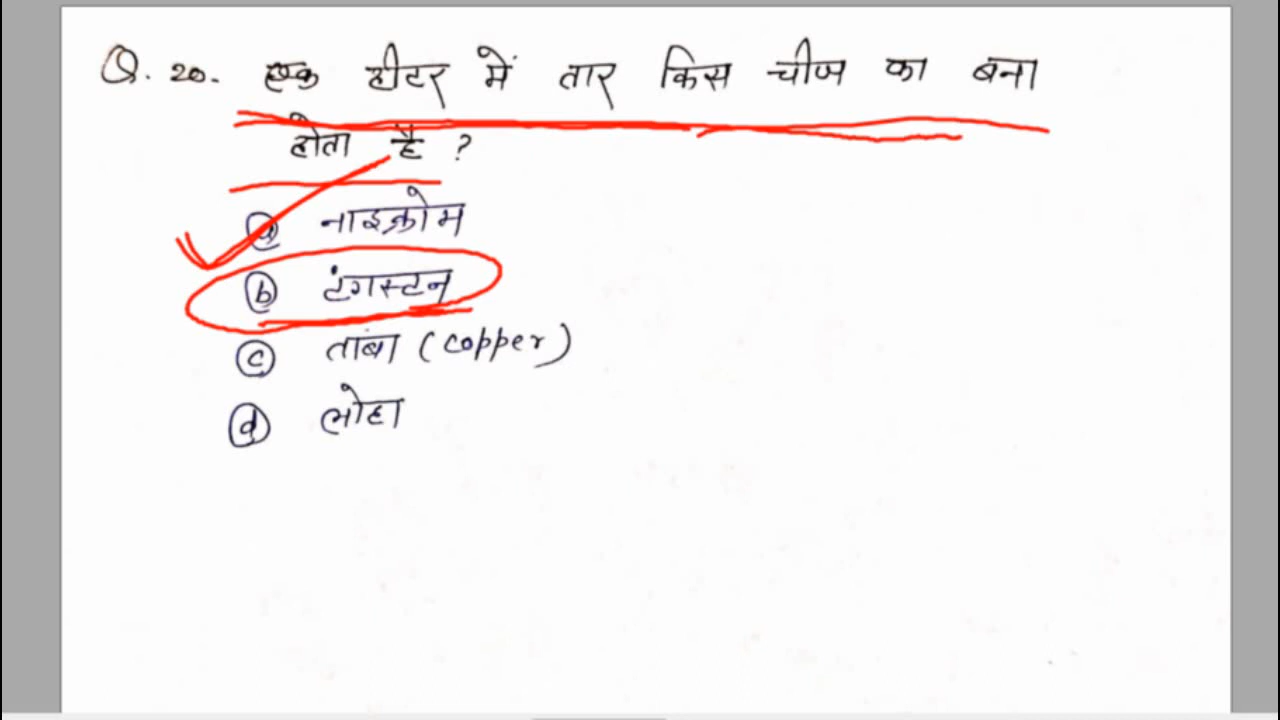 Q. 20. एक हीटर में तार किस चीज का बना
होता है ?
(a) नाइक्रोम
(b) टंगस्टन
(c) तांबा (copper)
(d) लोहा